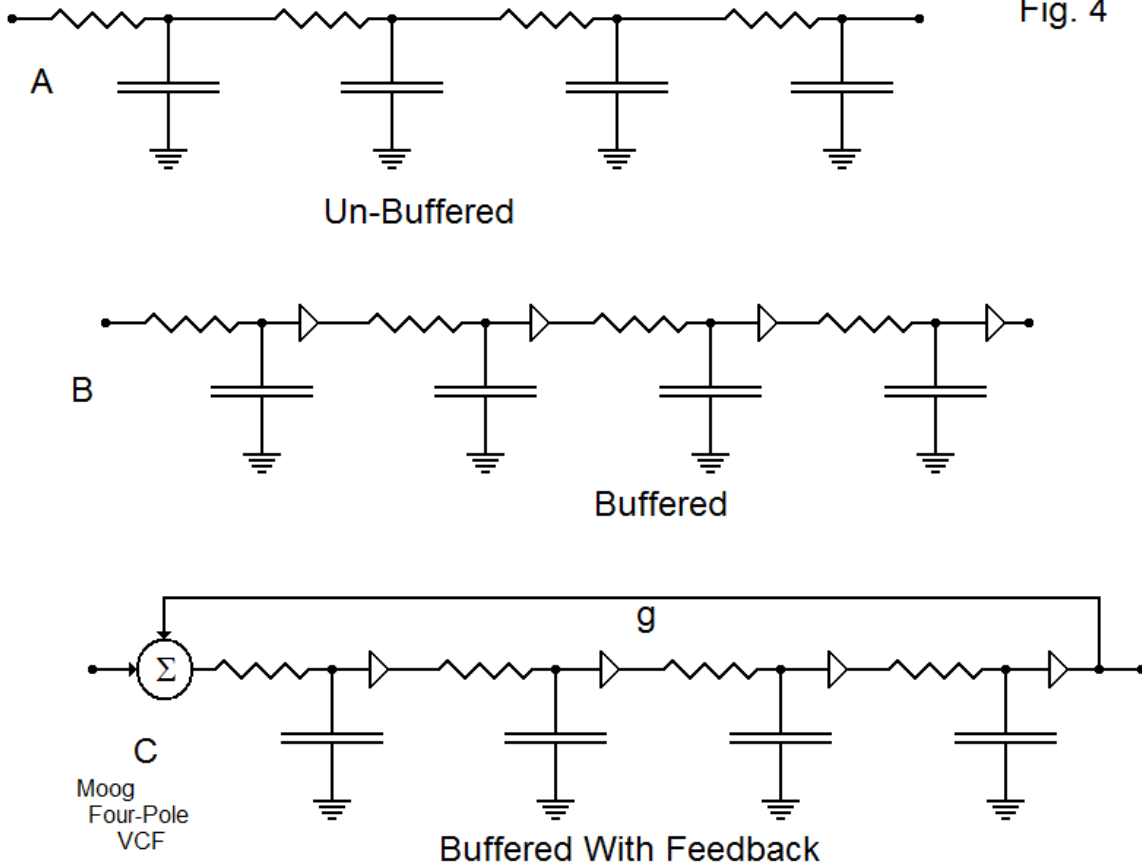 Fig. 4
A
Un-Buffered
B
Buffered
g
Σ
C
Moog
Four-Pole
VCF
Buffered With Feedback